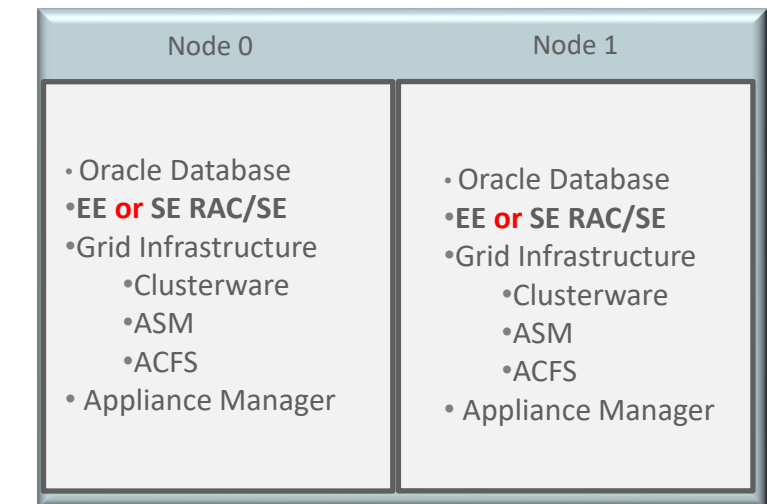 Node 0
• Oracle Database
•EE or SE RAC/SE
•Grid Infrastructure
•Clusterware
•ASM
•ACFS
• Appliance Manager
Node 1
• Oracle Database
•EE or SE RAC/SE
•Grid Infrastructure
•Clusterware
•ASM
•ACFS
• Appliance Manager